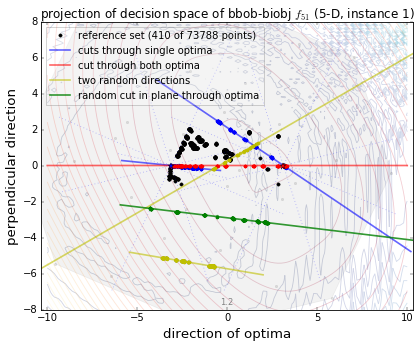 projection of decision space of bbob-biobj f51 (5-D, instance 1)
8
6
4
2
0
−2
−4
−6
−8
perpendicular direction
reference set (410 of 73788 points)
cuts through single optima
cut through both optima
two random directions
random cut in plane through optima
1.2
−10
−5
0
5
10
direction of optima